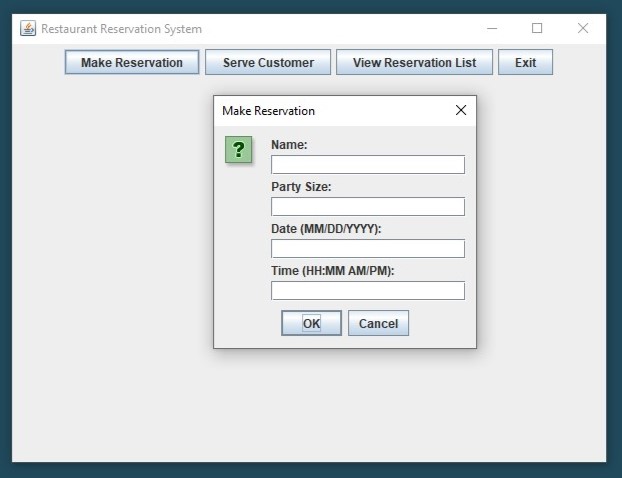 Restaurant Reservation System
Make Reservation Serve Customer View Reservation List Exit
Make Reservation
?
Name:
Party Size:
Date (MM/DD/YYYY):
Time (HH:MM AM/PM):
OK Cancel